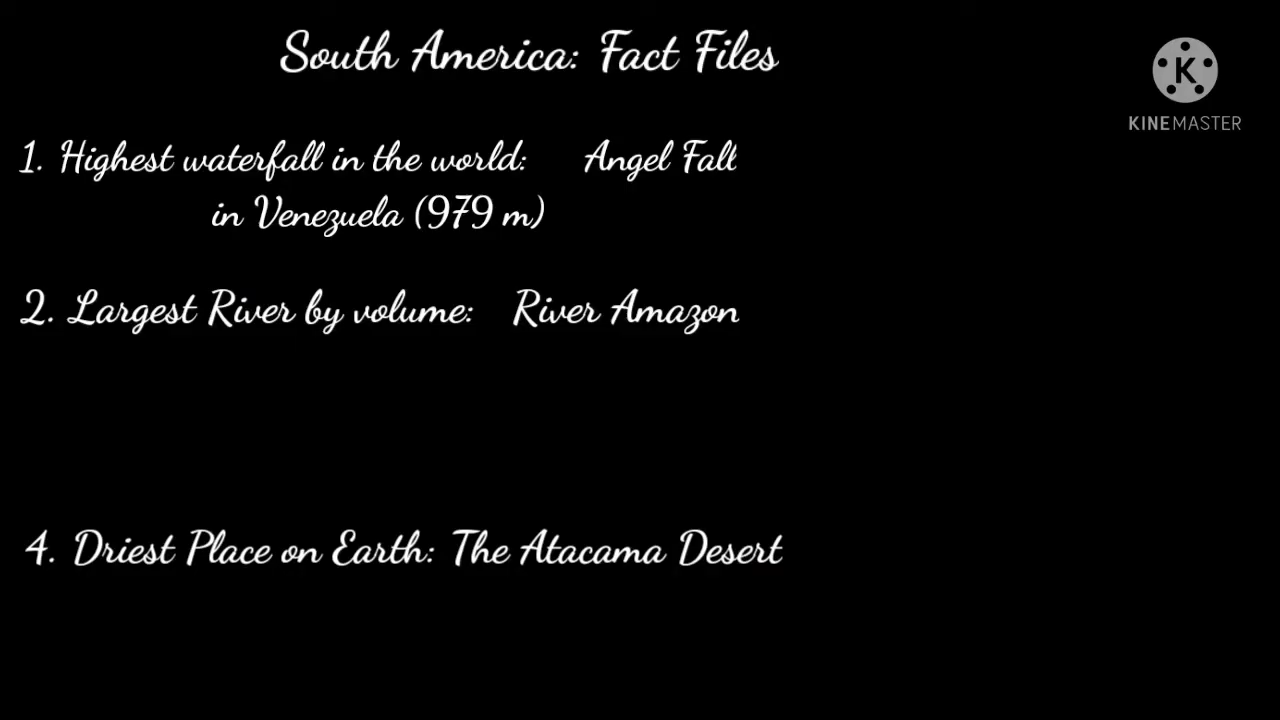 South America: Fact Files
KINEMASTER
1. Highest waterfall in the world: Angel Fall
in Venezuela (979 m)
2. Largest River by volume: River Amazon
4. Driest Place on Earth: The Atacama Desert